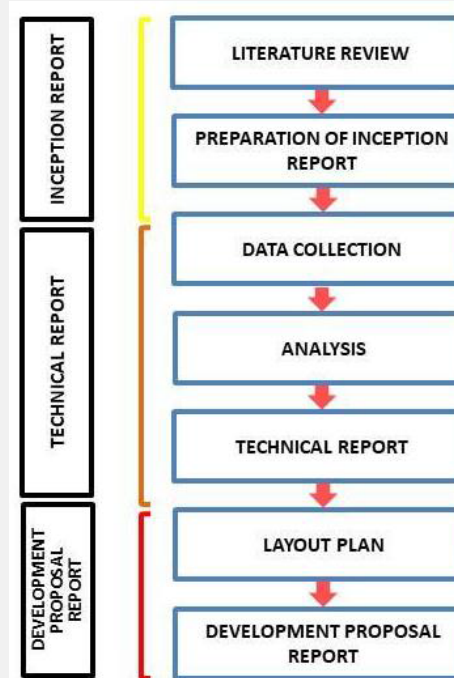 INCEPTION REPORT
LITERATURE REVIEW
PREPARATION OF INCEPTION
REPORT
TECHNICAL REPORT
DATA COLLECTION
ANALYSIS
TECHNICAL REPORT
DEVELOPMENT
PROPOSAL
REPORT
LAYOUT PLAN
DEVELOPMENT PROPOSAL
REPORT